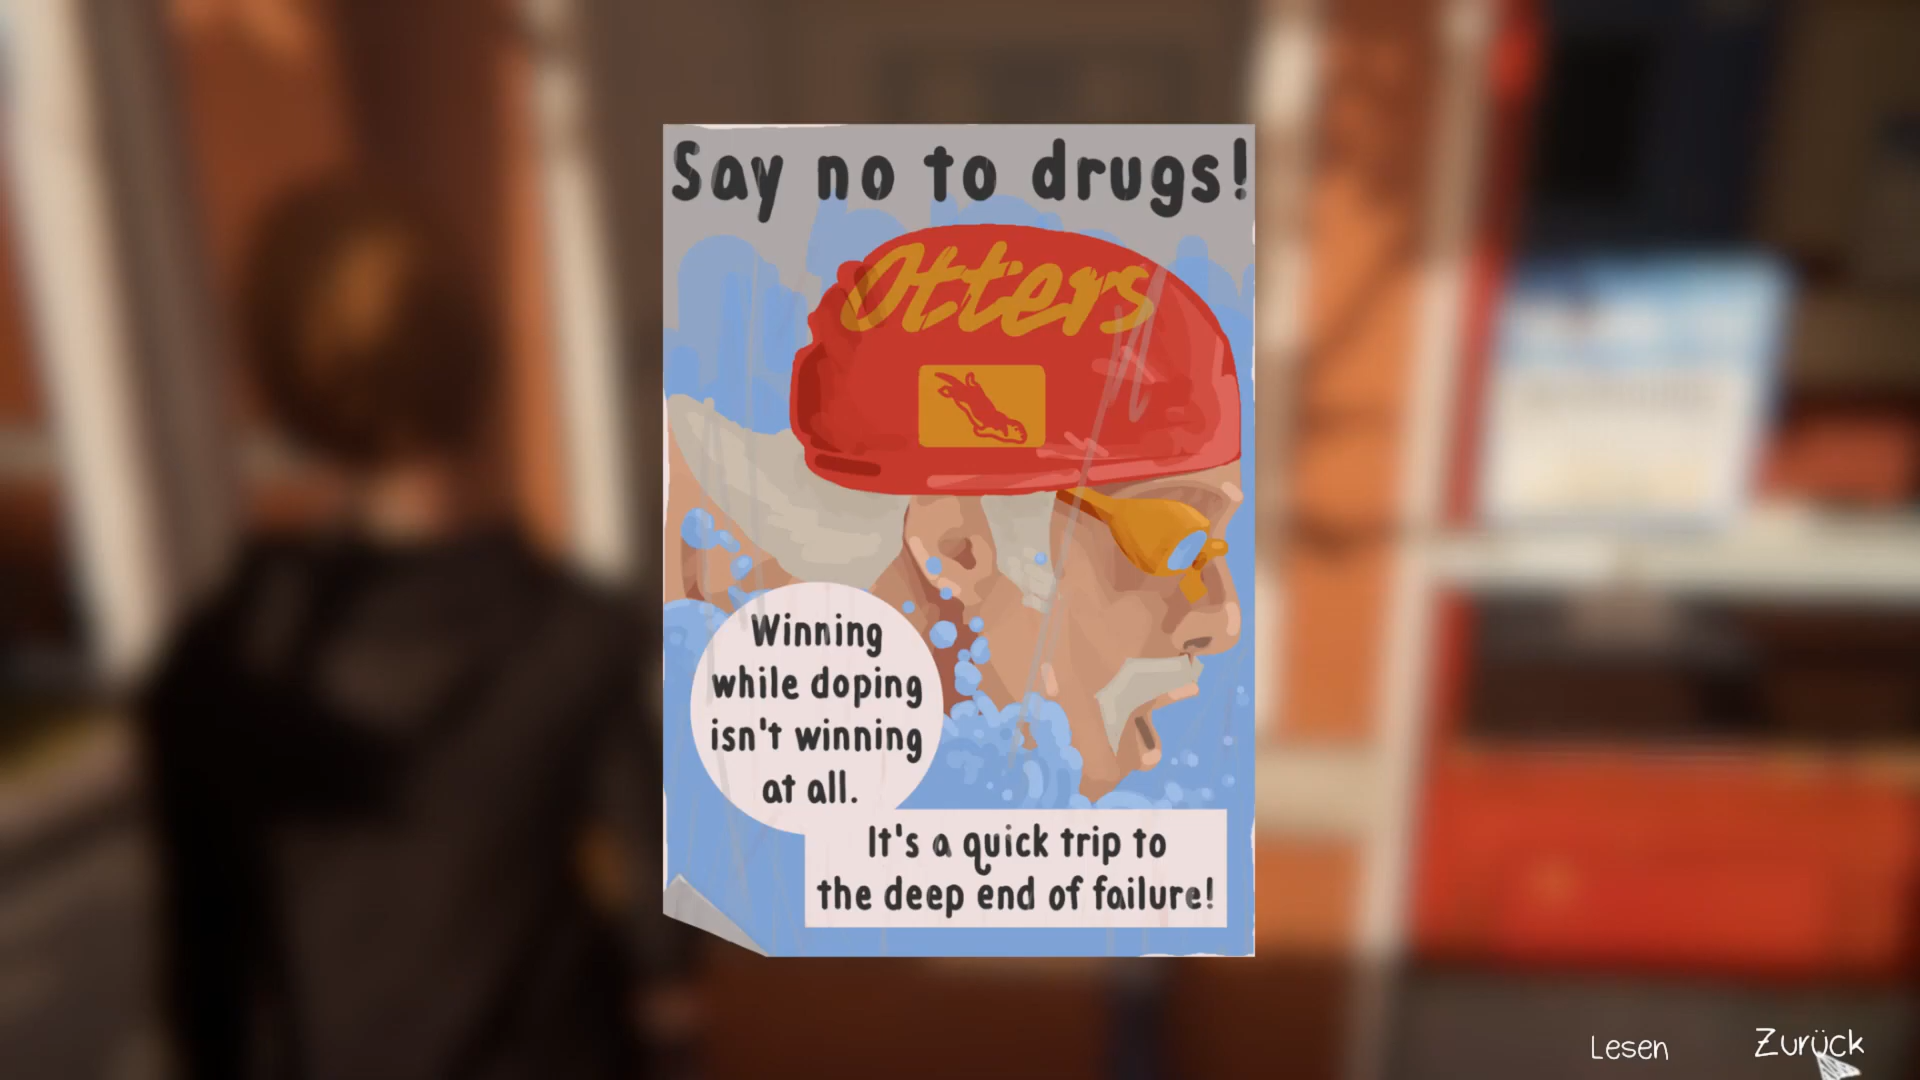 Say no to drugs!
Otters
Winning
while doping
isn't winning
at all.
It's a quick trip to
the deep end of failure!
Lesen
Zurück